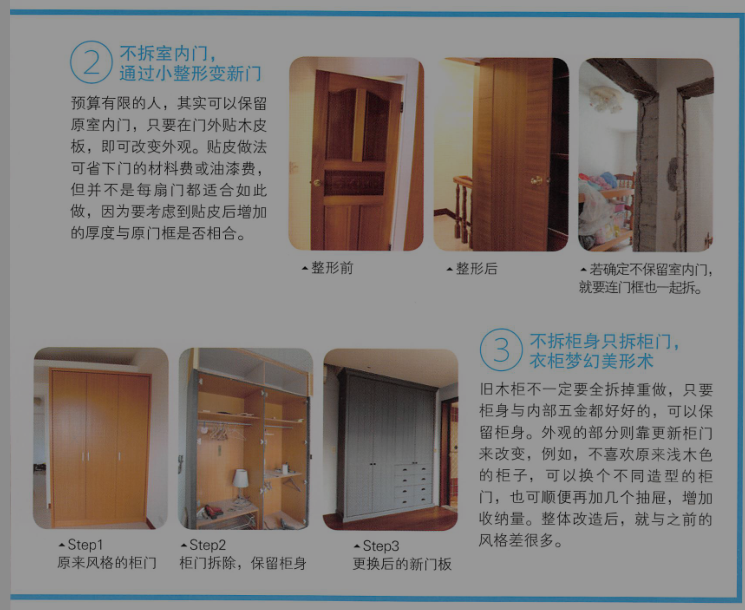 2
不拆室内门，
通过小整形变新门
预算有限的人，其实可以保留
原室内门，只要在门外贴木皮
板，即可改变外观。贴皮做法
可省下门的材料费或油漆费，
但并不是每扇门都适合如此
做，因为要考虑到贴皮后增加
的厚度与原门框是否相合。
整形前
整形后
若确定不保留室内门，
就要连门框也一起拆。
3
不拆柜身只拆柜门，
衣柜梦幻美形术
旧木柜不一定要全拆掉重做，只要
柜身与内部五金都好好的，可以保
留柜身。外观的部分则靠更新柜门
来改变，例如，不喜欢原来浅木色
的柜子，可以换个不同造型的柜
门，也可顺便再加几个抽屉，增加
收纳量。整体改造后，就与之前的
风格差很多。
Step1
原来风格的柜门
Step2
柜门拆除，保留柜身
Step3
更换后的新门板